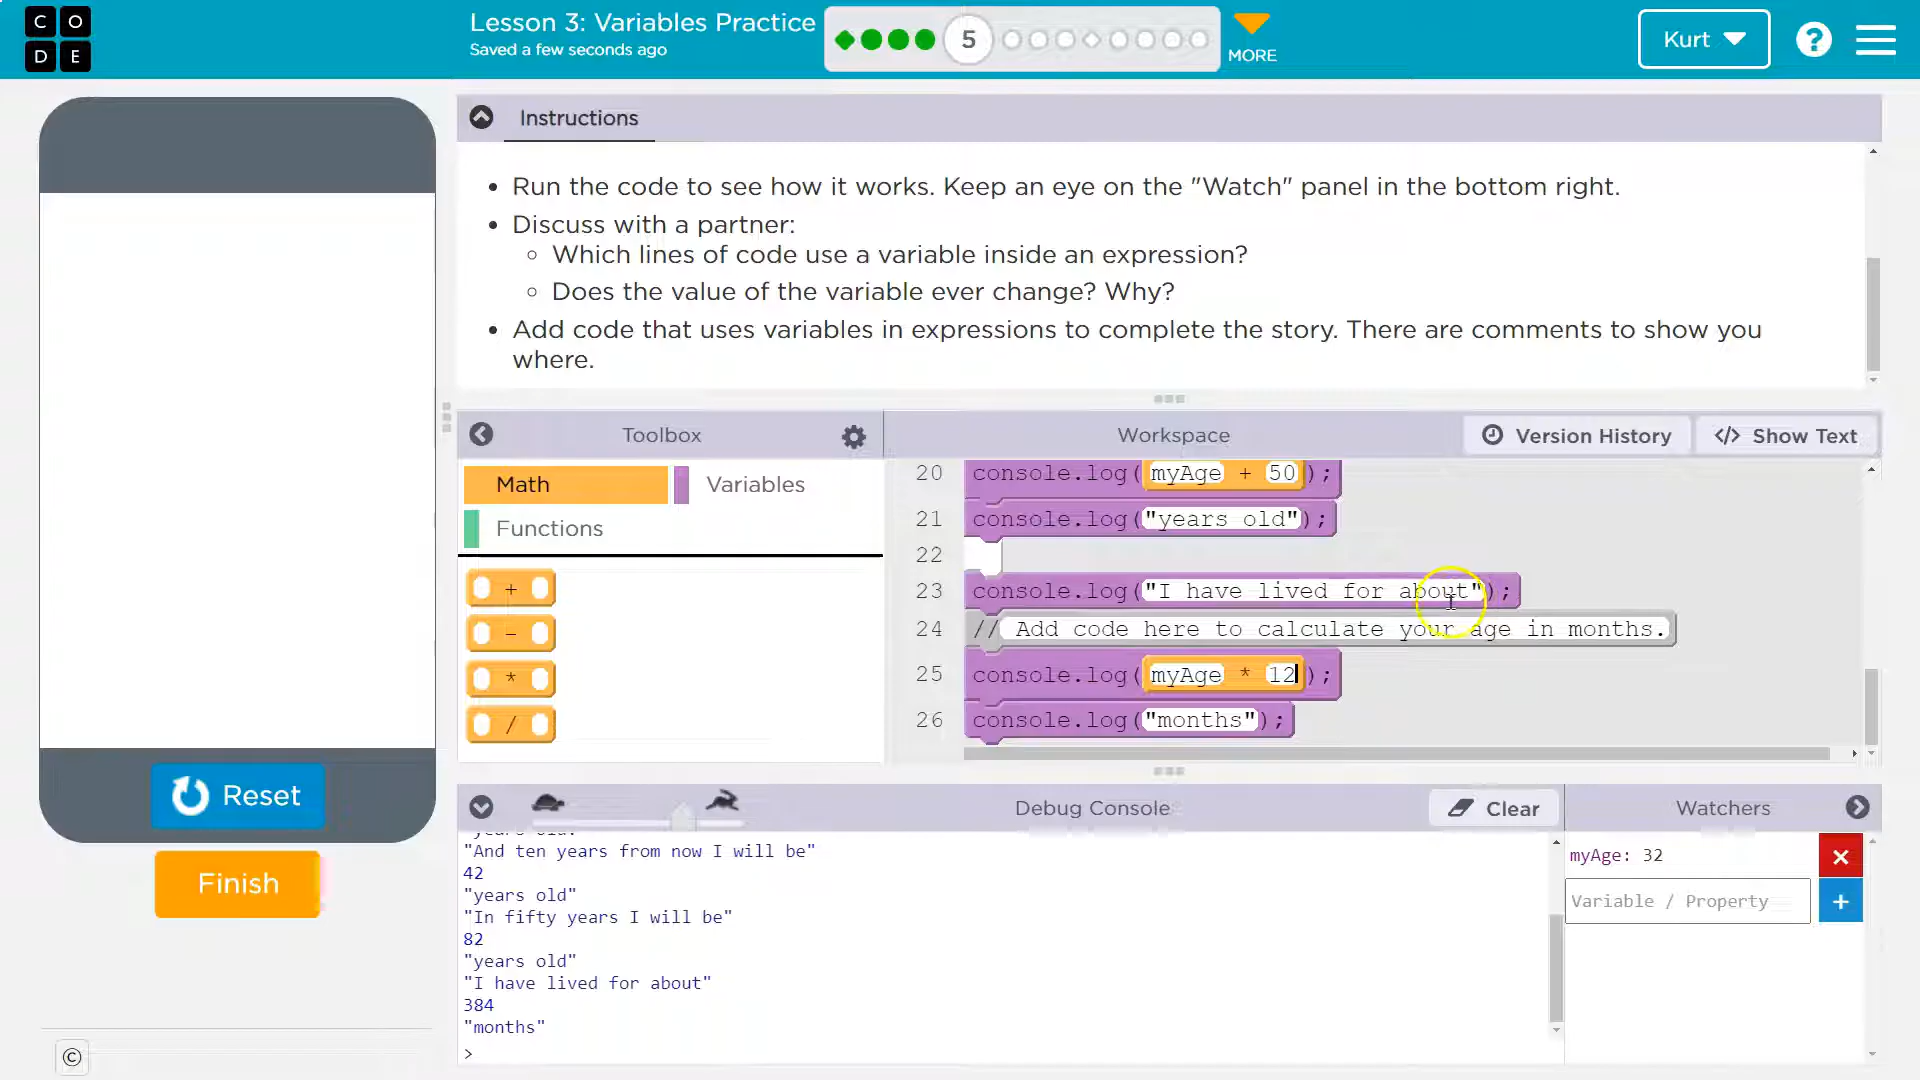 CO
DE
Lesson 3: Variables Practice
Saved a few seconds ago
5
MORE
Kurt
?
Instructions
• Run the code to see how it works. Keep an eye on the "Watch" panel in the bottom right.
• Discuss with a partner:
○ Which lines of code use a variable inside an expression?
○ Does the value of the variable ever change? Why?
• Add code that uses variables in expressions to complete the story. There are comments to show you
where.
Toolbox
Workspace
Version History
</> Show Text
Math
Variables
Functions
+
-
*
/
20 console.log(myAge + 50);
21 console.log("years old");
22
23 console.log("I have lived for about");
24 // Add code here to calculate your age in months.
25 console.log(myAge * 12);
26 console.log("months");
Reset
Finish
©
Debug Console
Clear
Watchers
"And ten years from now I will be"
42
"years old"
"In fifty years I will be"
82
"years old"
"I have lived for about"
384
"months"
>
myAge: 32
Variable / Property
+